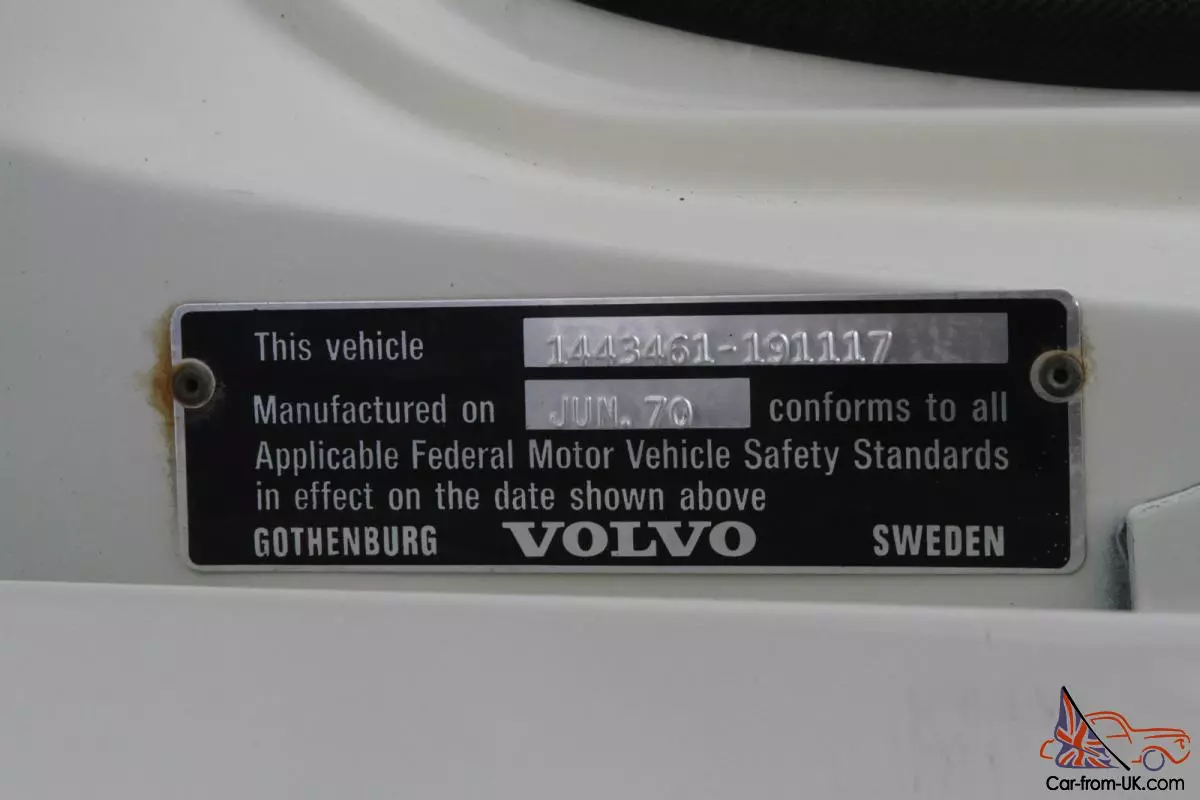 This vehicle 1443461-191117
Manufactured on JUN. 70 conforms to all
Applicable Federal Motor Vehicle Safety Standards
in effect on the date shown above
GOTHENBURG VOLVO SWEDEN
Car-from-UK.com